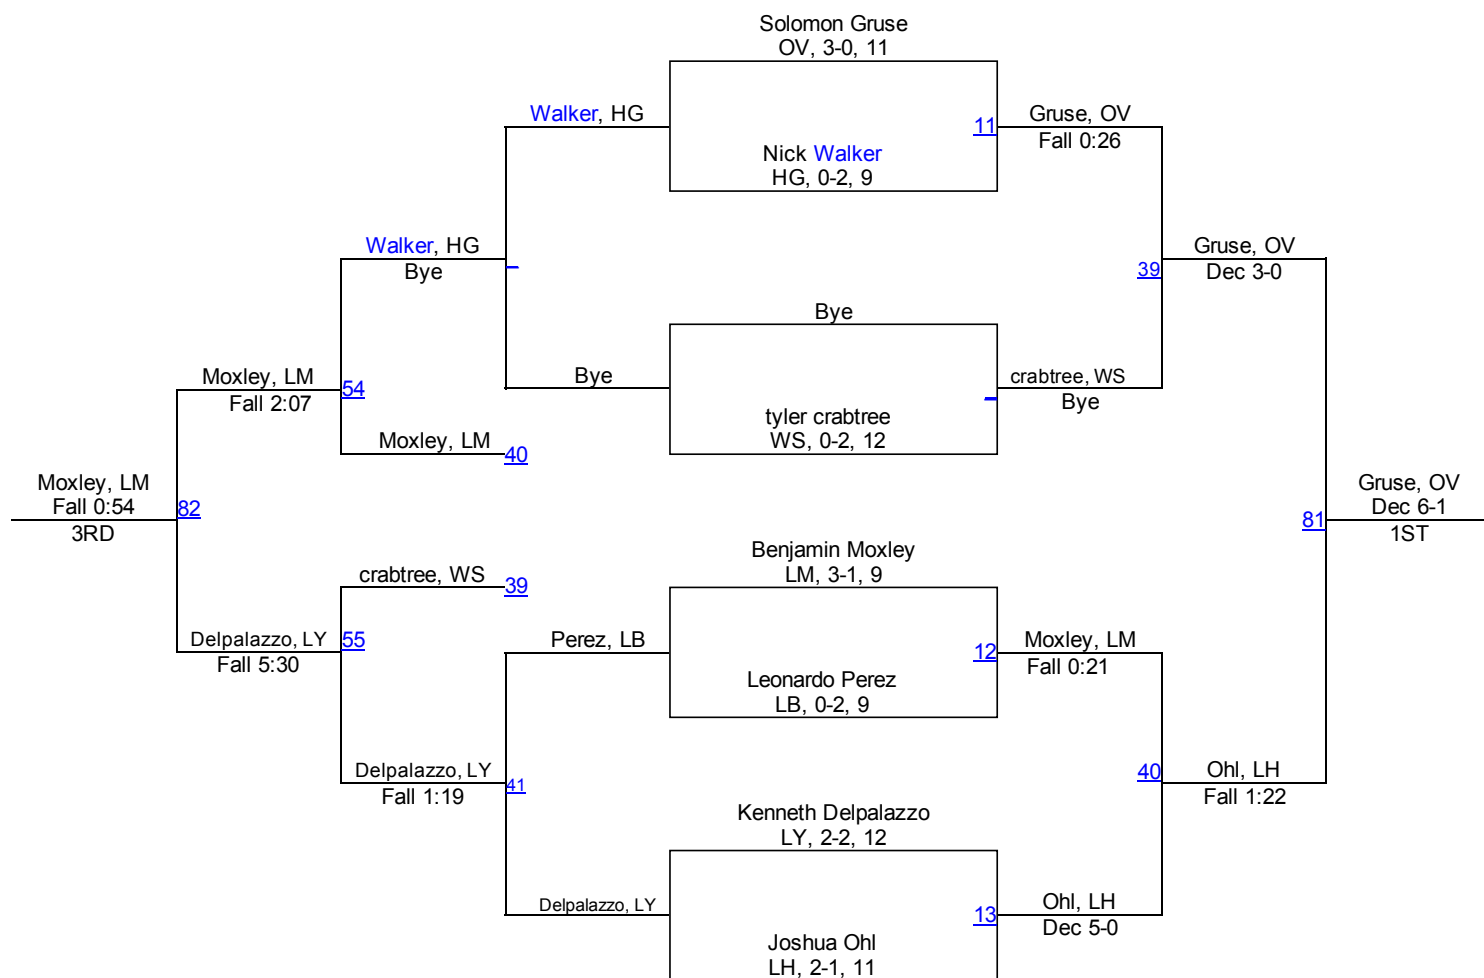 Solomon Gruse
OV, 3-0, 11
Walker, HG
11
Gruse, OV
Fall 0:26
Nick Walker
HG, 0-2, 9
Walker, HG
Bye
39
Gruse, OV
Dec 3-0
Bye
Moxley, LM
Fall 2:07
54
Bye
crabtree, WS
Bye
tyler crabtree
WS, 0-2, 12
Moxley, LM
40
Moxley, LM
Fall 0:54
3RD
82
81
Gruse, OV
Dec 6-1
1ST
crabtree, WS
39
Benjamin Moxley
LM, 3-1, 9
Delpalazzo, LY
Fall 5:30
55
Perez, LB
12
Moxley, LM
Fall 0:21
Leonardo Perez
LB, 0-2, 9
Delpalazzo, LY
Fall 1:19
41
40
Ohl, LH
Fall 1:22
Kenneth Delpalazzo
LY, 2-2, 12
Delpalazzo, LY
13
Ohl, LH
Dec 5-0
Joshua Ohl
LH, 2-1, 11